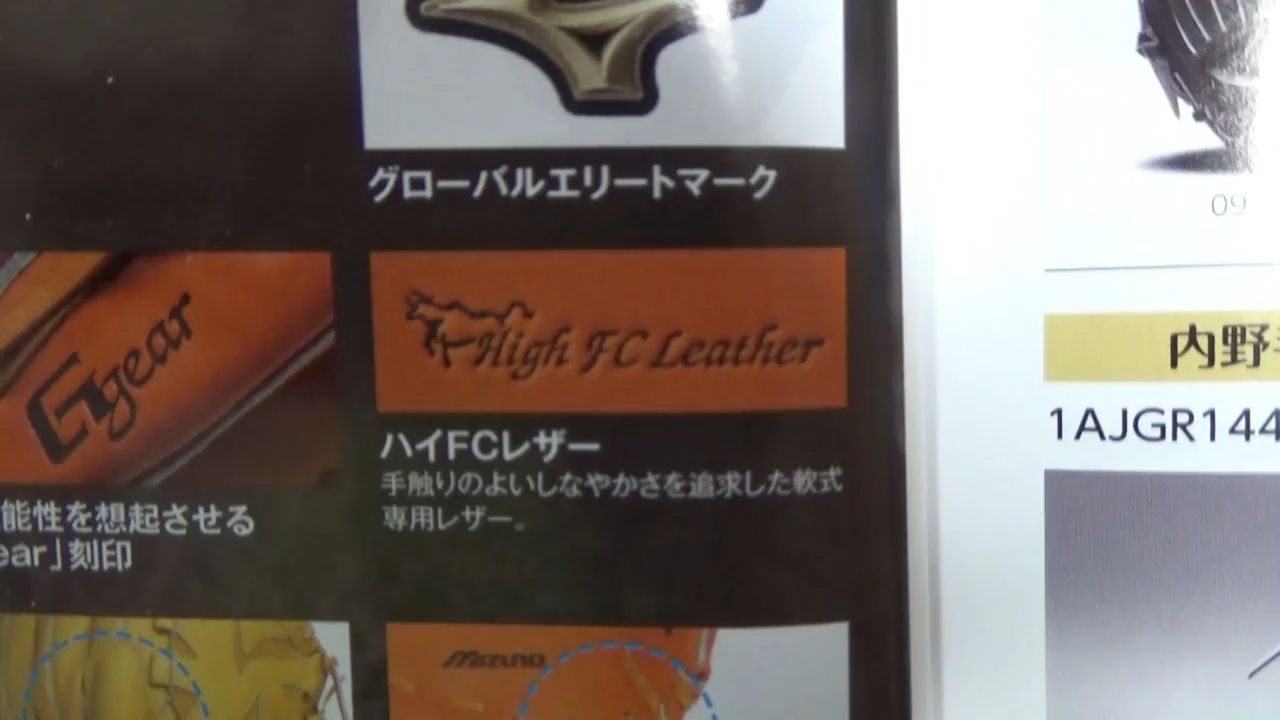 グローバルエリートマーク
Ggear
High FC Leather
ハイFCレザー
手触りのよいしなやかさを追求した軟式
専用レザー。
能性を想起させる
ear」刻印
MIZUNO
09
内野
1AJGR144